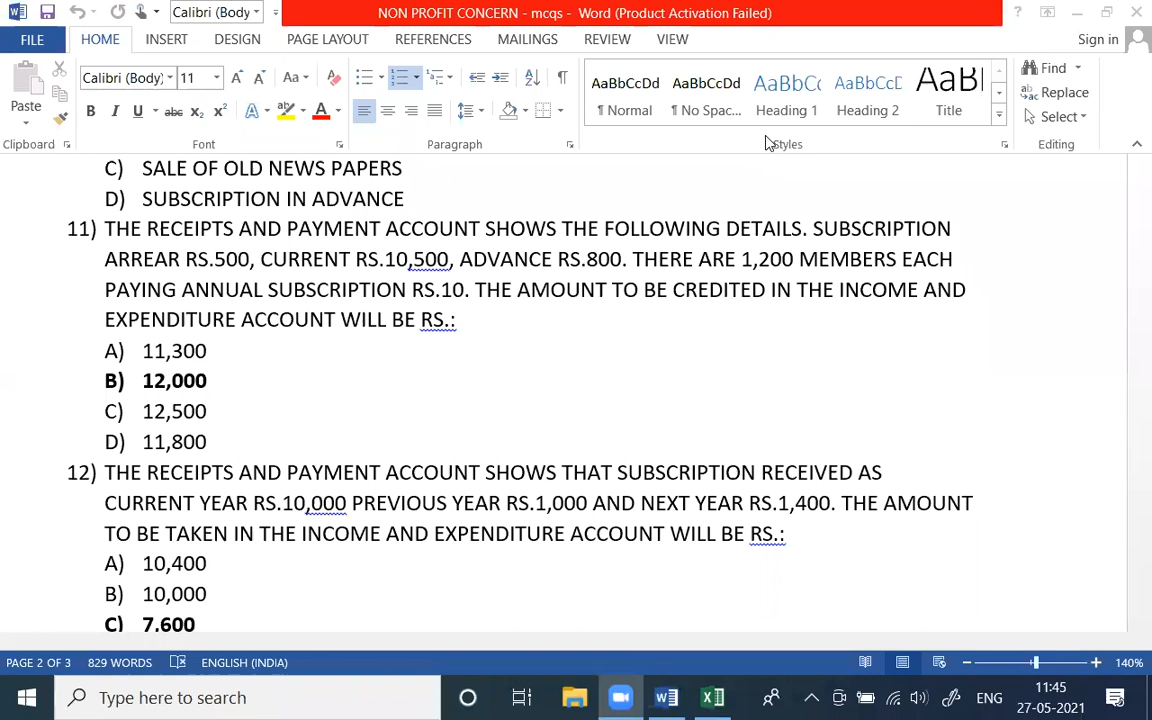 Calibri (Body
NON PROFIT CONCERN - mcqs - Word (Product Activation Failed)
?
FILE
HOME
INSERT
DESIGN
PAGE LAYOUT
REFERENCES
MAILINGS
REVIEW
VIEW
Sign in
Paste
Calibri (Body)
11
Aa
AaBbCcDd
AaBbCcDd
AaBbCc
AaBbCcD
AaBl
¶ Normal
¶ No Spac...
Heading 1
Heading 2
Title
Find
Replace
Select
Clipboard
Font
Paragraph
Styles
Editing
C) SALE OF OLD NEWS PAPERS
D) SUBSCRIPTION IN ADVANCE
11) THE RECEIPTS AND PAYMENT ACCOUNT SHOWS THE FOLLOWING DETAILS. SUBSCRIPTION
ARREAR RS.500, CURRENT RS.10,500, ADVANCE RS.800. THERE ARE 1,200 MEMBERS EACH
PAYING ANNUAL SUBSCRIPTION RS.10. THE AMOUNT TO BE CREDITED IN THE INCOME AND
EXPENDITURE ACCOUNT WILL BE RS.:
A) 11,300
B) 12,000
C) 12,500
D) 11,800
12) THE RECEIPTS AND PAYMENT ACCOUNT SHOWS THAT SUBSCRIPTION RECEIVED AS
CURRENT YEAR RS.10,000 PREVIOUS YEAR RS.1,000 AND NEXT YEAR RS.1,400. THE AMOUNT
TO BE TAKEN IN THE INCOME AND EXPENDITURE ACCOUNT WILL BE RS.:
A) 10,400
B) 10,000
C) 7,600
PAGE 2 OF 3
829 WORDS
ENGLISH (INDIA)
140%
Type here to search
ENG
11:45
27-05-2021